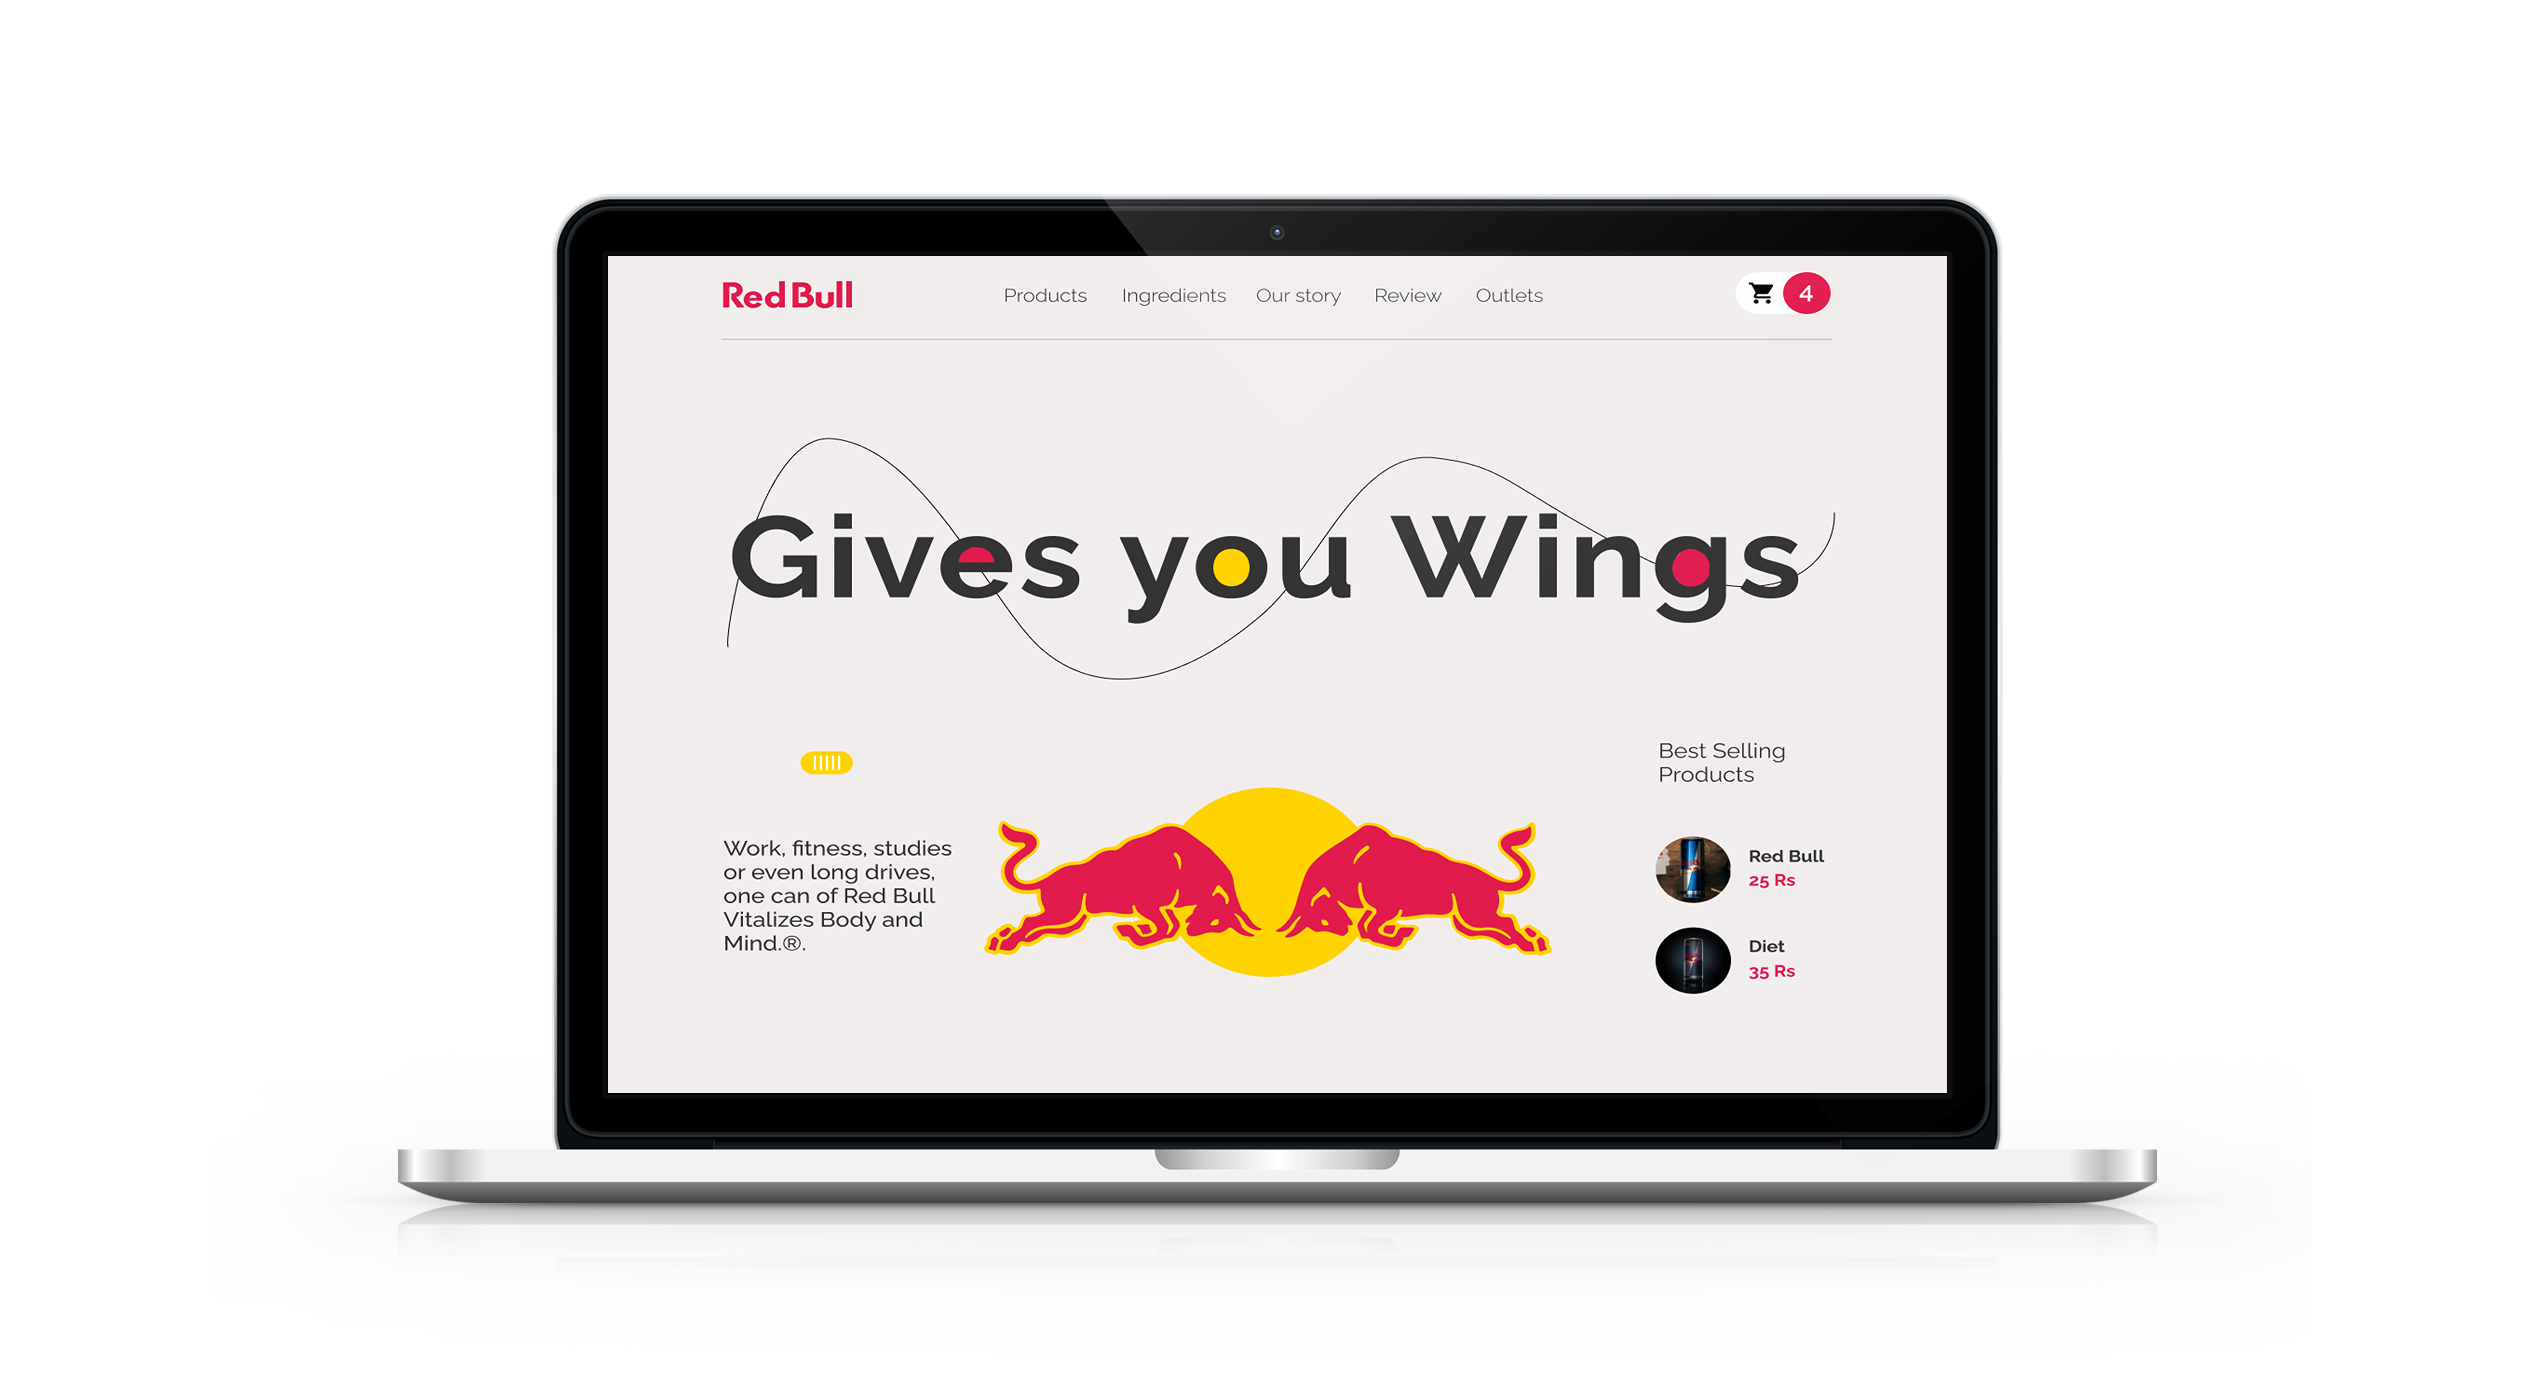 Red Bull
Products Ingredients Our story Review Outlets
4
Gives you Wings
Work, fitness, studies
or even long drives,
one can of Red Bull
Vitalizes Body and
Mind.®.
Best Selling
Products
Red Bull
25 Rs
Diet
35 Rs